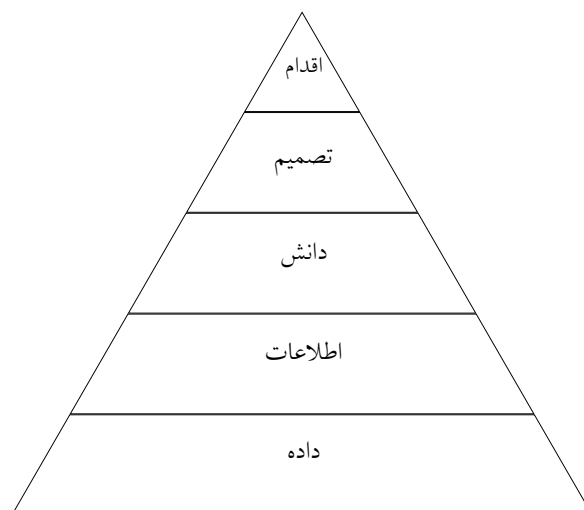 اقدام
تصمیم
دانش
اطلاعات
داده